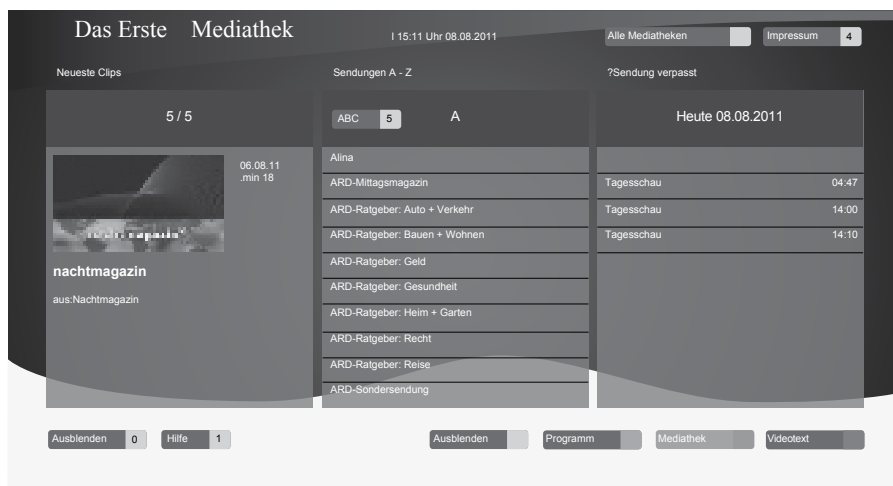 Das Erste Mediathek
I 15:11 Uhr 08.08.2011
Alle Mediatheken
Impressum 4
Neueste Clips
Sendungen A - Z
?Sendung verpasst
5 / 5
06.08.11
.min 18
nachtmagazin
aus:Nachtmagazin
ABC 5 A
Alina
ARD-Mittagsmagazin
ARD-Ratgeber: Auto + Verkehr
ARD-Ratgeber: Bauen + Wohnen
ARD-Ratgeber: Geld
ARD-Ratgeber: Gesundheit
ARD-Ratgeber: Heim + Garten
ARD-Ratgeber: Recht
ARD-Ratgeber: Reise
ARD-Sondersendung
Heute 08.08.2011
Tagesschau 04:47
Tagesschau 14:00
Tagesschau 14:10
Ausblenden 0
Hilfe 1
Ausblenden
Programm
Mediathek
Videotext